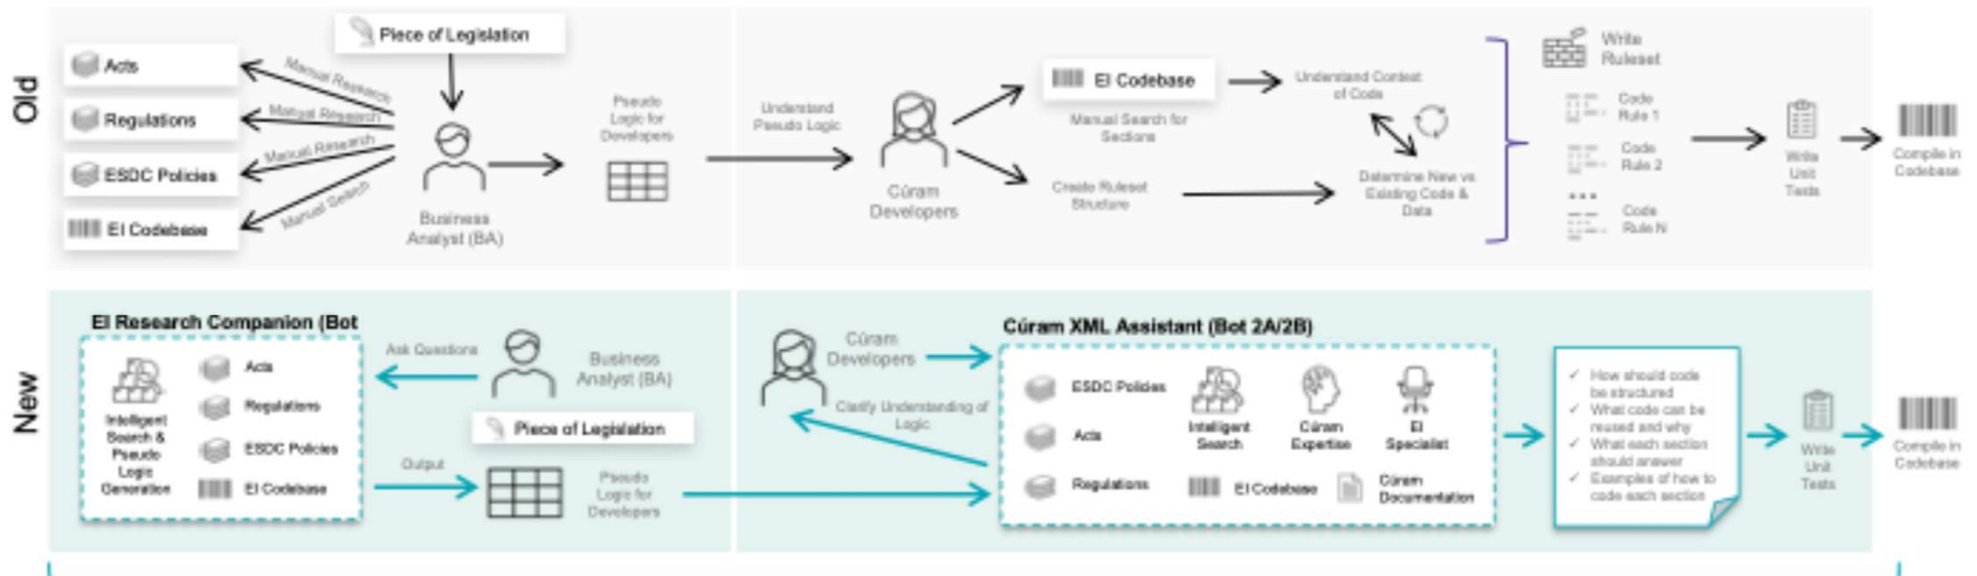 Old
Piece of Legislation
Acts
Regulations
ESDC Policies
EI Codebase
Manual Research
Manual Research
Manual Research
Manual Search
Business
Analyst (BA)
Pseudo
Logic for
Developers
Understand
Pseudo Logic
Cúram
Developers
EI Codebase
Manual Search for
Sections
Create Ruleset
Structure
Understand Context
of Code
Determine New vs
Existing Code &
Data
Write
Ruleset
Code
Rule 1
Code
Rule 2
...
Code
Rule N
Write
Unit
Tests
Compile in
Codebase
New
EI Research Companion (Bot
Intelligent
Search &
Pseudo
Logic
Generation
Acts
Regulations
ESDC Policies
EI Codebase
Ask Questions
Output
Business
Analyst (BA)
Piece of Legislation
Pseudo
Logic for
Developers
Cúram
Developers
Clarify Understanding of
Logic
Cúram XML Assistant (Bot 2A/2B)
ESDC Policies
Acts
Regulations
Intelligent
Search
Cúram
Expertise
EI
Specialist
EI Codebase
Cúram
Documentation
✓ How should code
be structured
✓ What code can be
reused and why
✓ What each section
should answer
✓ Examples of how to
code each section
Write
Unit
Tests
Compile in
Codebase